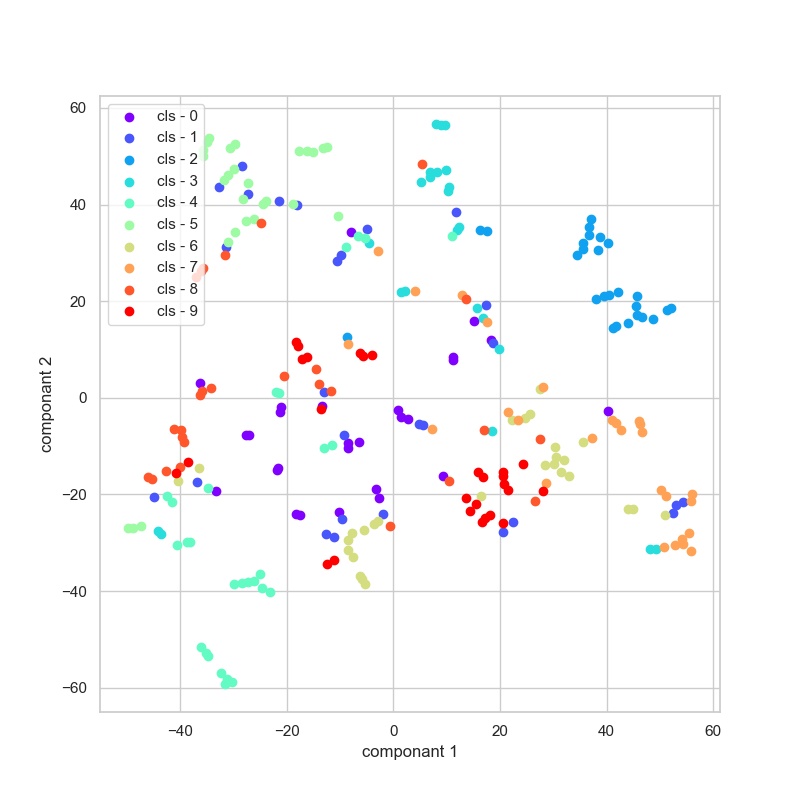 cls - 0
cls - 1
cls - 2
cls - 3
cls - 4
cls - 5
cls - 6
cls - 7
cls - 8
cls - 9
60
40
20
0
−20
−40
−60
componant 2
−40 −20 0 20 40 60
componant 1